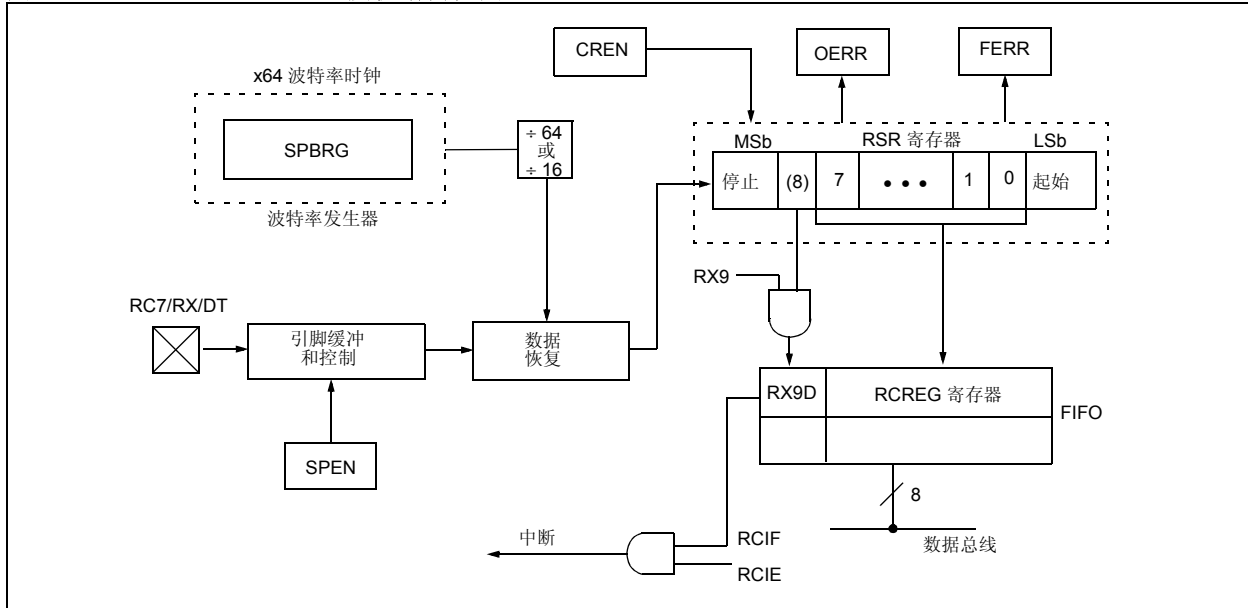 CREN
OERR
FERR
x64 波特率时钟
SPBRG
÷ 64
或
÷ 16
波特率发生器
MSb
RSR 寄存器
LSb
停止
(8)
7
• • •
1
0
起始
RX9
RC7/RX/DT
引脚缓冲
和控制
数据
恢复
SPEN
RX9D
RCREG 寄存器
FIFO
8
数据总线
中断
RCIF
RCIE